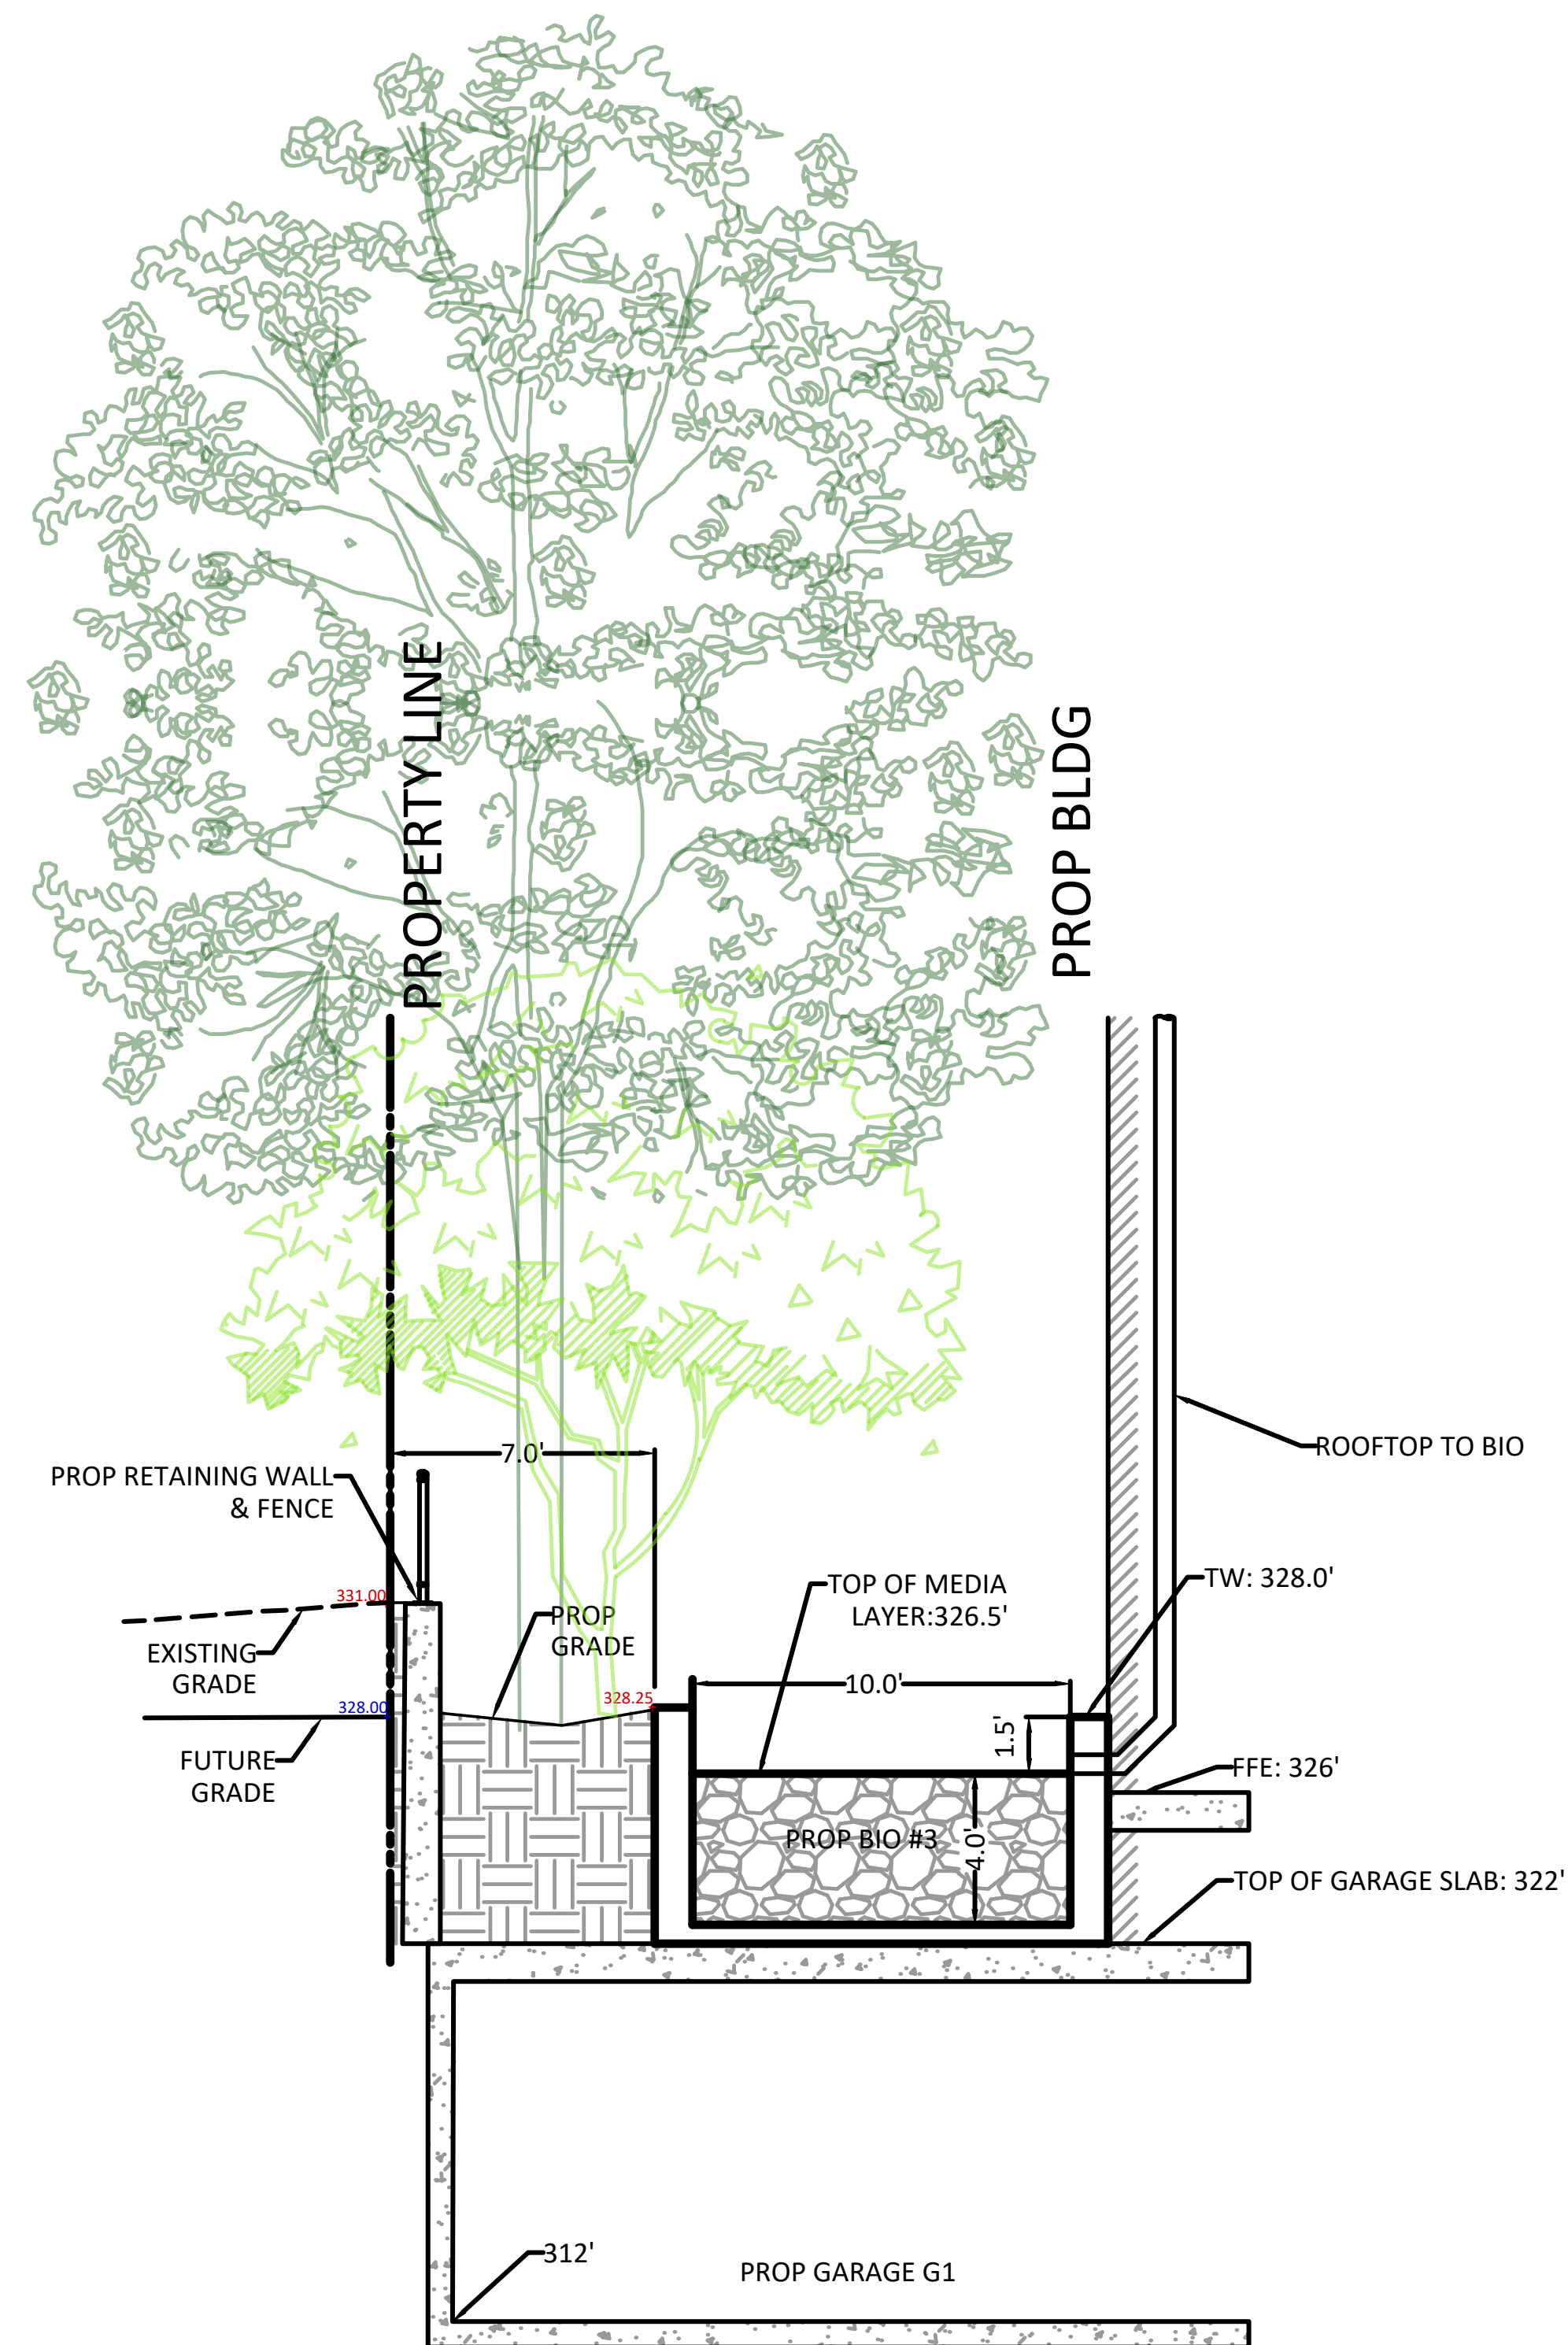 PROPERTY LINE
PROP BLDG
7.0'
ROOFTOP TO BIO
PROP RETAINING WALL
& FENCE
TOP OF MEDIA
LAYER:326.5'
TW: 328.0'
331.00
PROP
GRADE
EXISTING
GRADE
10.0'
328.25
328.00
1.5'
FUTURE
GRADE
FFE: 326'
PROP BIO #3
4.0'
TOP OF GARAGE SLAB: 322'
312'
PROP GARAGE G1